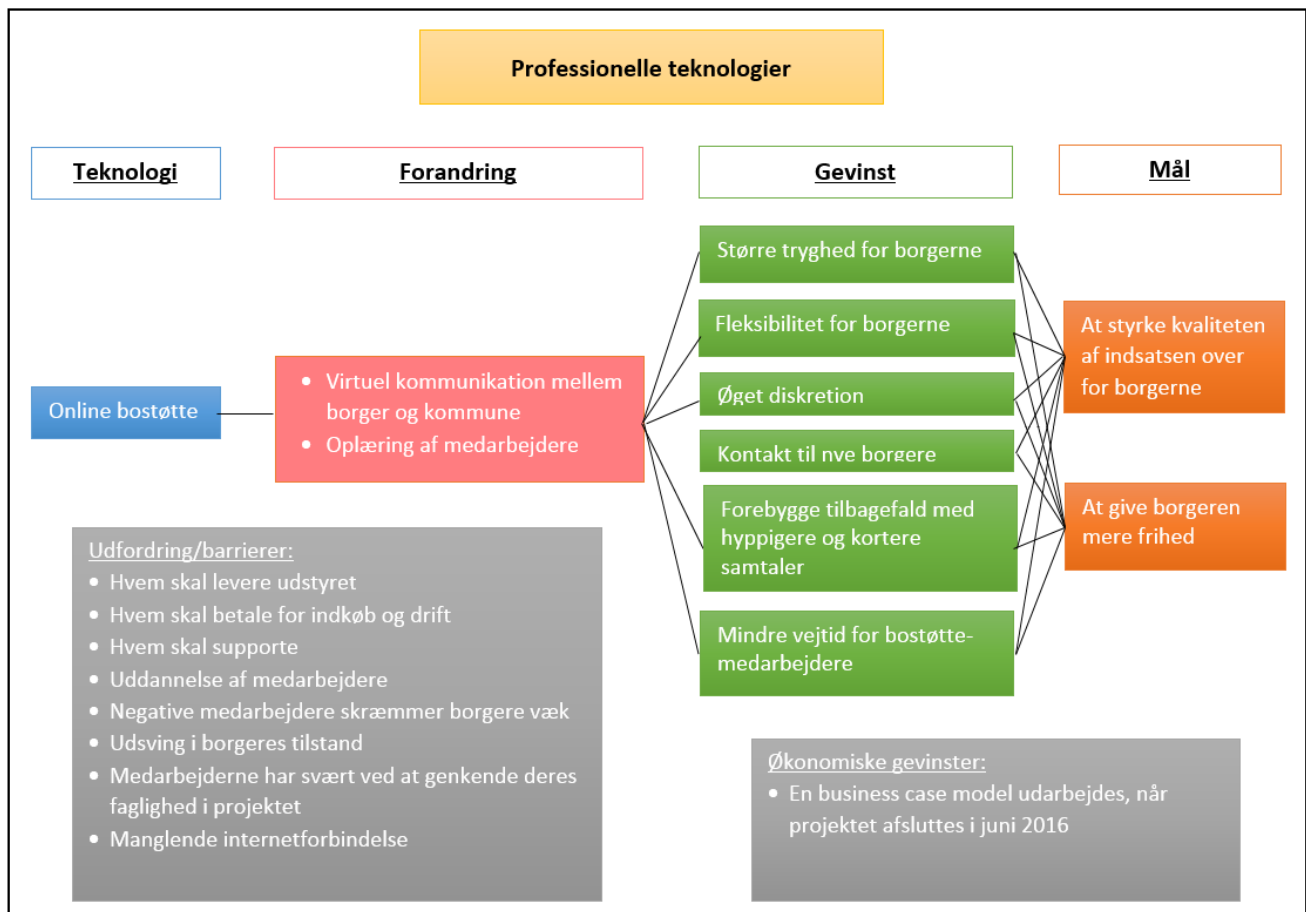 Professionelle teknologier
Teknologi
Forandring
Gevinst
Mål
Online bostøtte
• Virtuel kommunikation mellem
borger og kommune
• Oplæring af medarbejdere
Større tryghed for borgerne
Fleksibilitet for borgerne
Øget diskretion
Kontakt til nye borgere
Forebygge tilbagefald med
hyppigere og kortere
samtaler
Mindre vejtid for bostøtte-
medarbejdere
At styrke kvaliteten
af indsatsen over
for borgerne
At give borgeren
mere frihed
Udfordring/barrierer:
• Hvem skal levere udstyret
• Hvem skal betale for indkøb og drift
• Hvem skal supporte
• Uddannelse af medarbejdere
• Negative medarbejdere skræmmer borgere væk
• Udsving i borgeres tilstand
• Medarbejderne har svært ved at genkende deres
faglighed i projektet
• Manglende internetforbindelse
Økonomiske gevinster:
• En business case model udarbejdes, når
projektet afsluttes i juni 2016